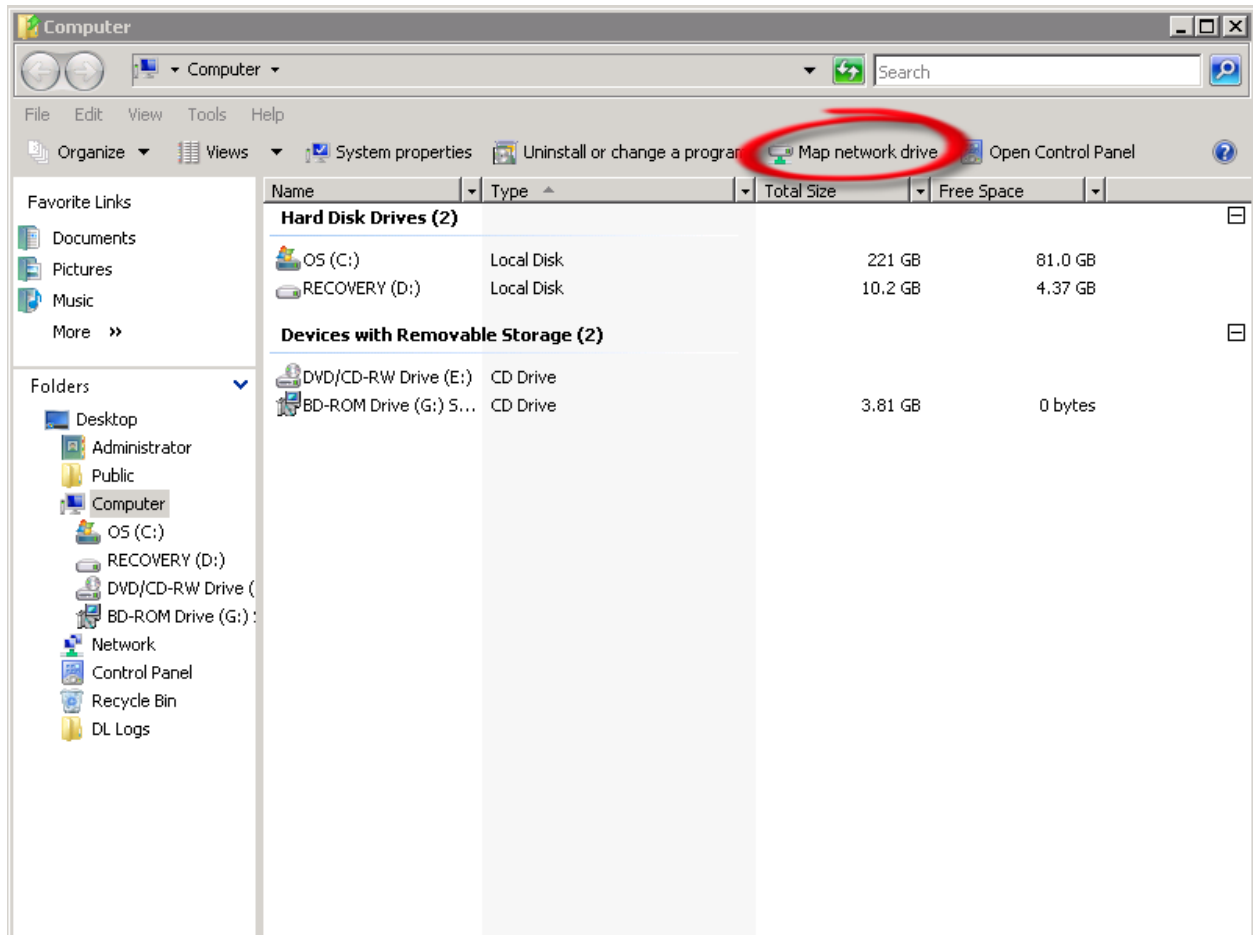 Computer
Computer
Search
File Edit View Tools Help
Organize Views System properties Uninstall or change a program Map network drive Open Control Panel
Favorite Links
Documents
Pictures
Music
More »
Folders
Desktop
Administrator
Public
Computer
OS (C:)
RECOVERY (D:)
DVD/CD-RW Drive (
BD-ROM Drive (G:) S
Network
Control Panel
Recycle Bin
DL Logs
Name Type Total Size Free Space
Hard Disk Drives (2)
OS (C:) Local Disk 221 GB 81.0 GB
RECOVERY (D:) Local Disk 10.2 GB 4.37 GB
Devices with Removable Storage (2)
DVD/CD-RW Drive (E:) CD Drive
BD-ROM Drive (G:) S... CD Drive 3.81 GB 0 bytes